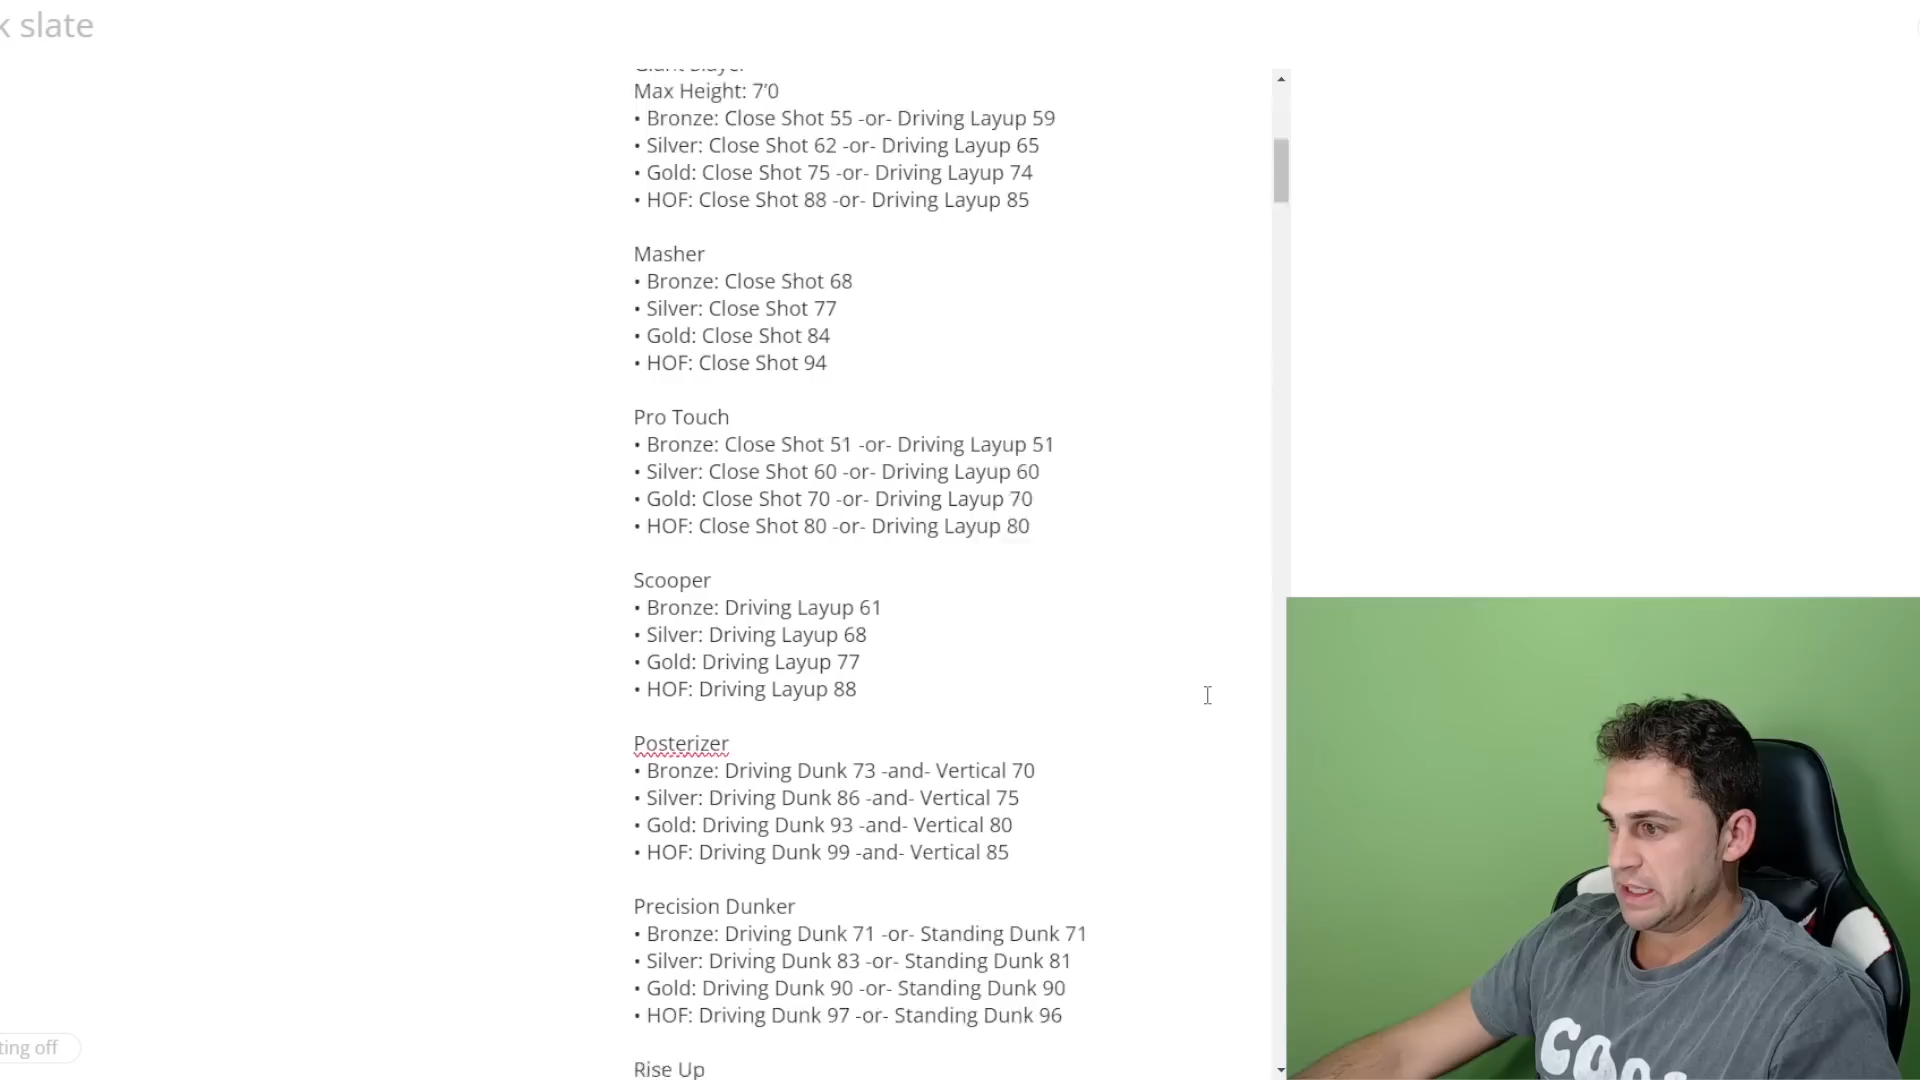 k slate
Giant Slayer
Max Height: 7'0
• Bronze: Close Shot 55 -or- Driving Layup 59
• Silver: Close Shot 62 -or- Driving Layup 65
• Gold: Close Shot 75 -or- Driving Layup 74
• HOF: Close Shot 88 -or- Driving Layup 85
Masher
• Bronze: Close Shot 68
• Silver: Close Shot 77
• Gold: Close Shot 84
• HOF: Close Shot 94
Pro Touch
• Bronze: Close Shot 51 -or- Driving Layup 51
• Silver: Close Shot 60 -or- Driving Layup 60
• Gold: Close Shot 70 -or- Driving Layup 70
• HOF: Close Shot 80 -or- Driving Layup 80
Scooper
• Bronze: Driving Layup 61
• Silver: Driving Layup 68
• Gold: Driving Layup 77
• HOF: Driving Layup 88
Posterizer
• Bronze: Driving Dunk 73 -and- Vertical 70
• Silver: Driving Dunk 86 -and- Vertical 75
• Gold: Driving Dunk 93 -and- Vertical 80
• HOF: Driving Dunk 99 -and- Vertical 85
Precision Dunker
• Bronze: Driving Dunk 71 -or- Standing Dunk 71
• Silver: Driving Dunk 83 -or- Standing Dunk 81
• Gold: Driving Dunk 90 -or- Standing Dunk 90
• HOF: Driving Dunk 97 -or- Standing Dunk 96
Rise Up
ting off